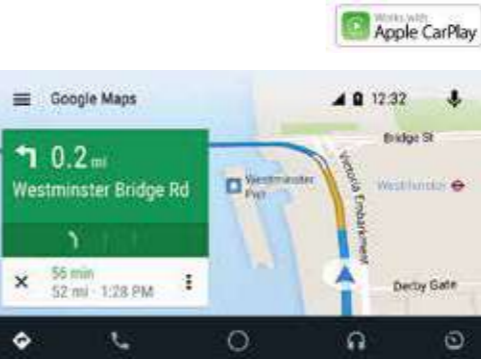 Works with
Apple CarPlay
Google Maps
12:32
0.2 mi
Westminster Bridge Rd
56 min
52 mi · 1:28 PM
Bridge St
Westminster
Pier
Victoria Embankment
Westminster
Derby Gate